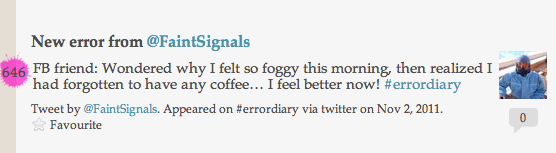 New error from @FaintSignals
646
FB friend: Wondered why I felt so foggy this morning, then realized I
had forgotten to have any coffee... I feel better now! #errordiary
Tweet by @FaintSignals. Appeared on #errordiary via twitter on Nov 2, 2011.
Favourite
0